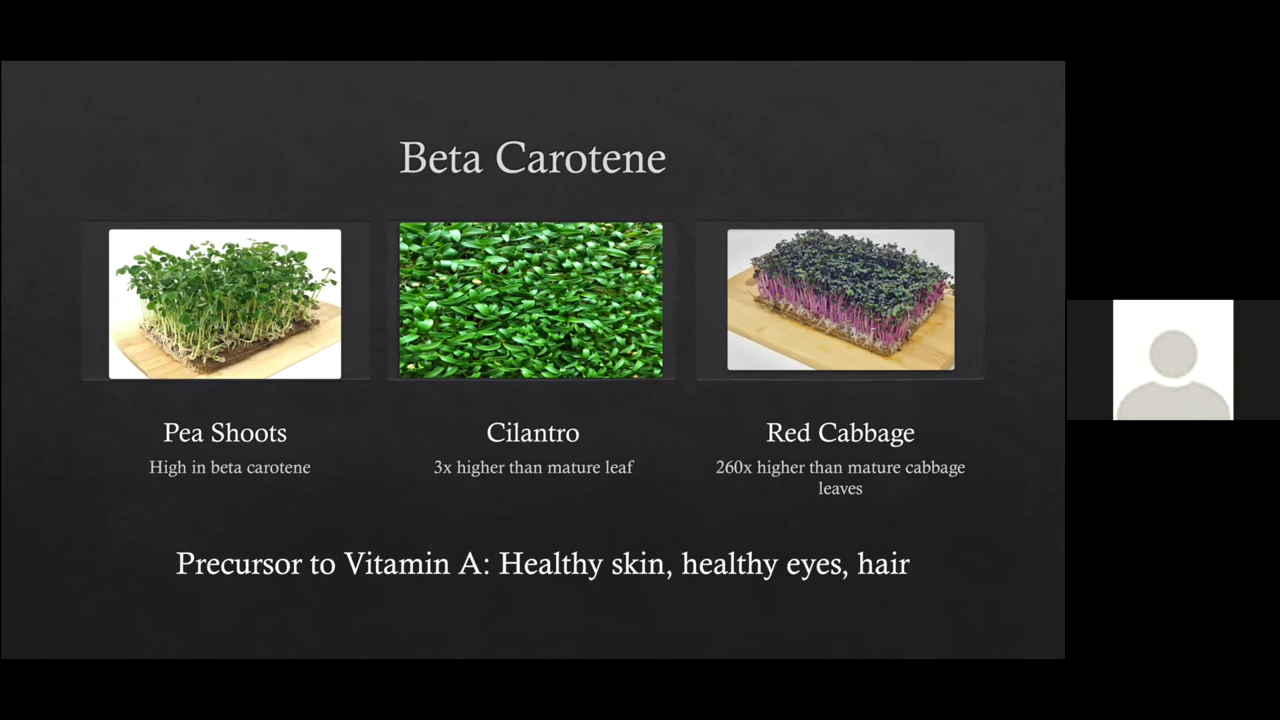 Beta Carotene
Pea Shoots
High in beta carotene
Cilantro
3x higher than mature leaf
Red Cabbage
260x higher than mature cabbage
leaves
Precursor to Vitamin A: Healthy skin, healthy eyes, hair